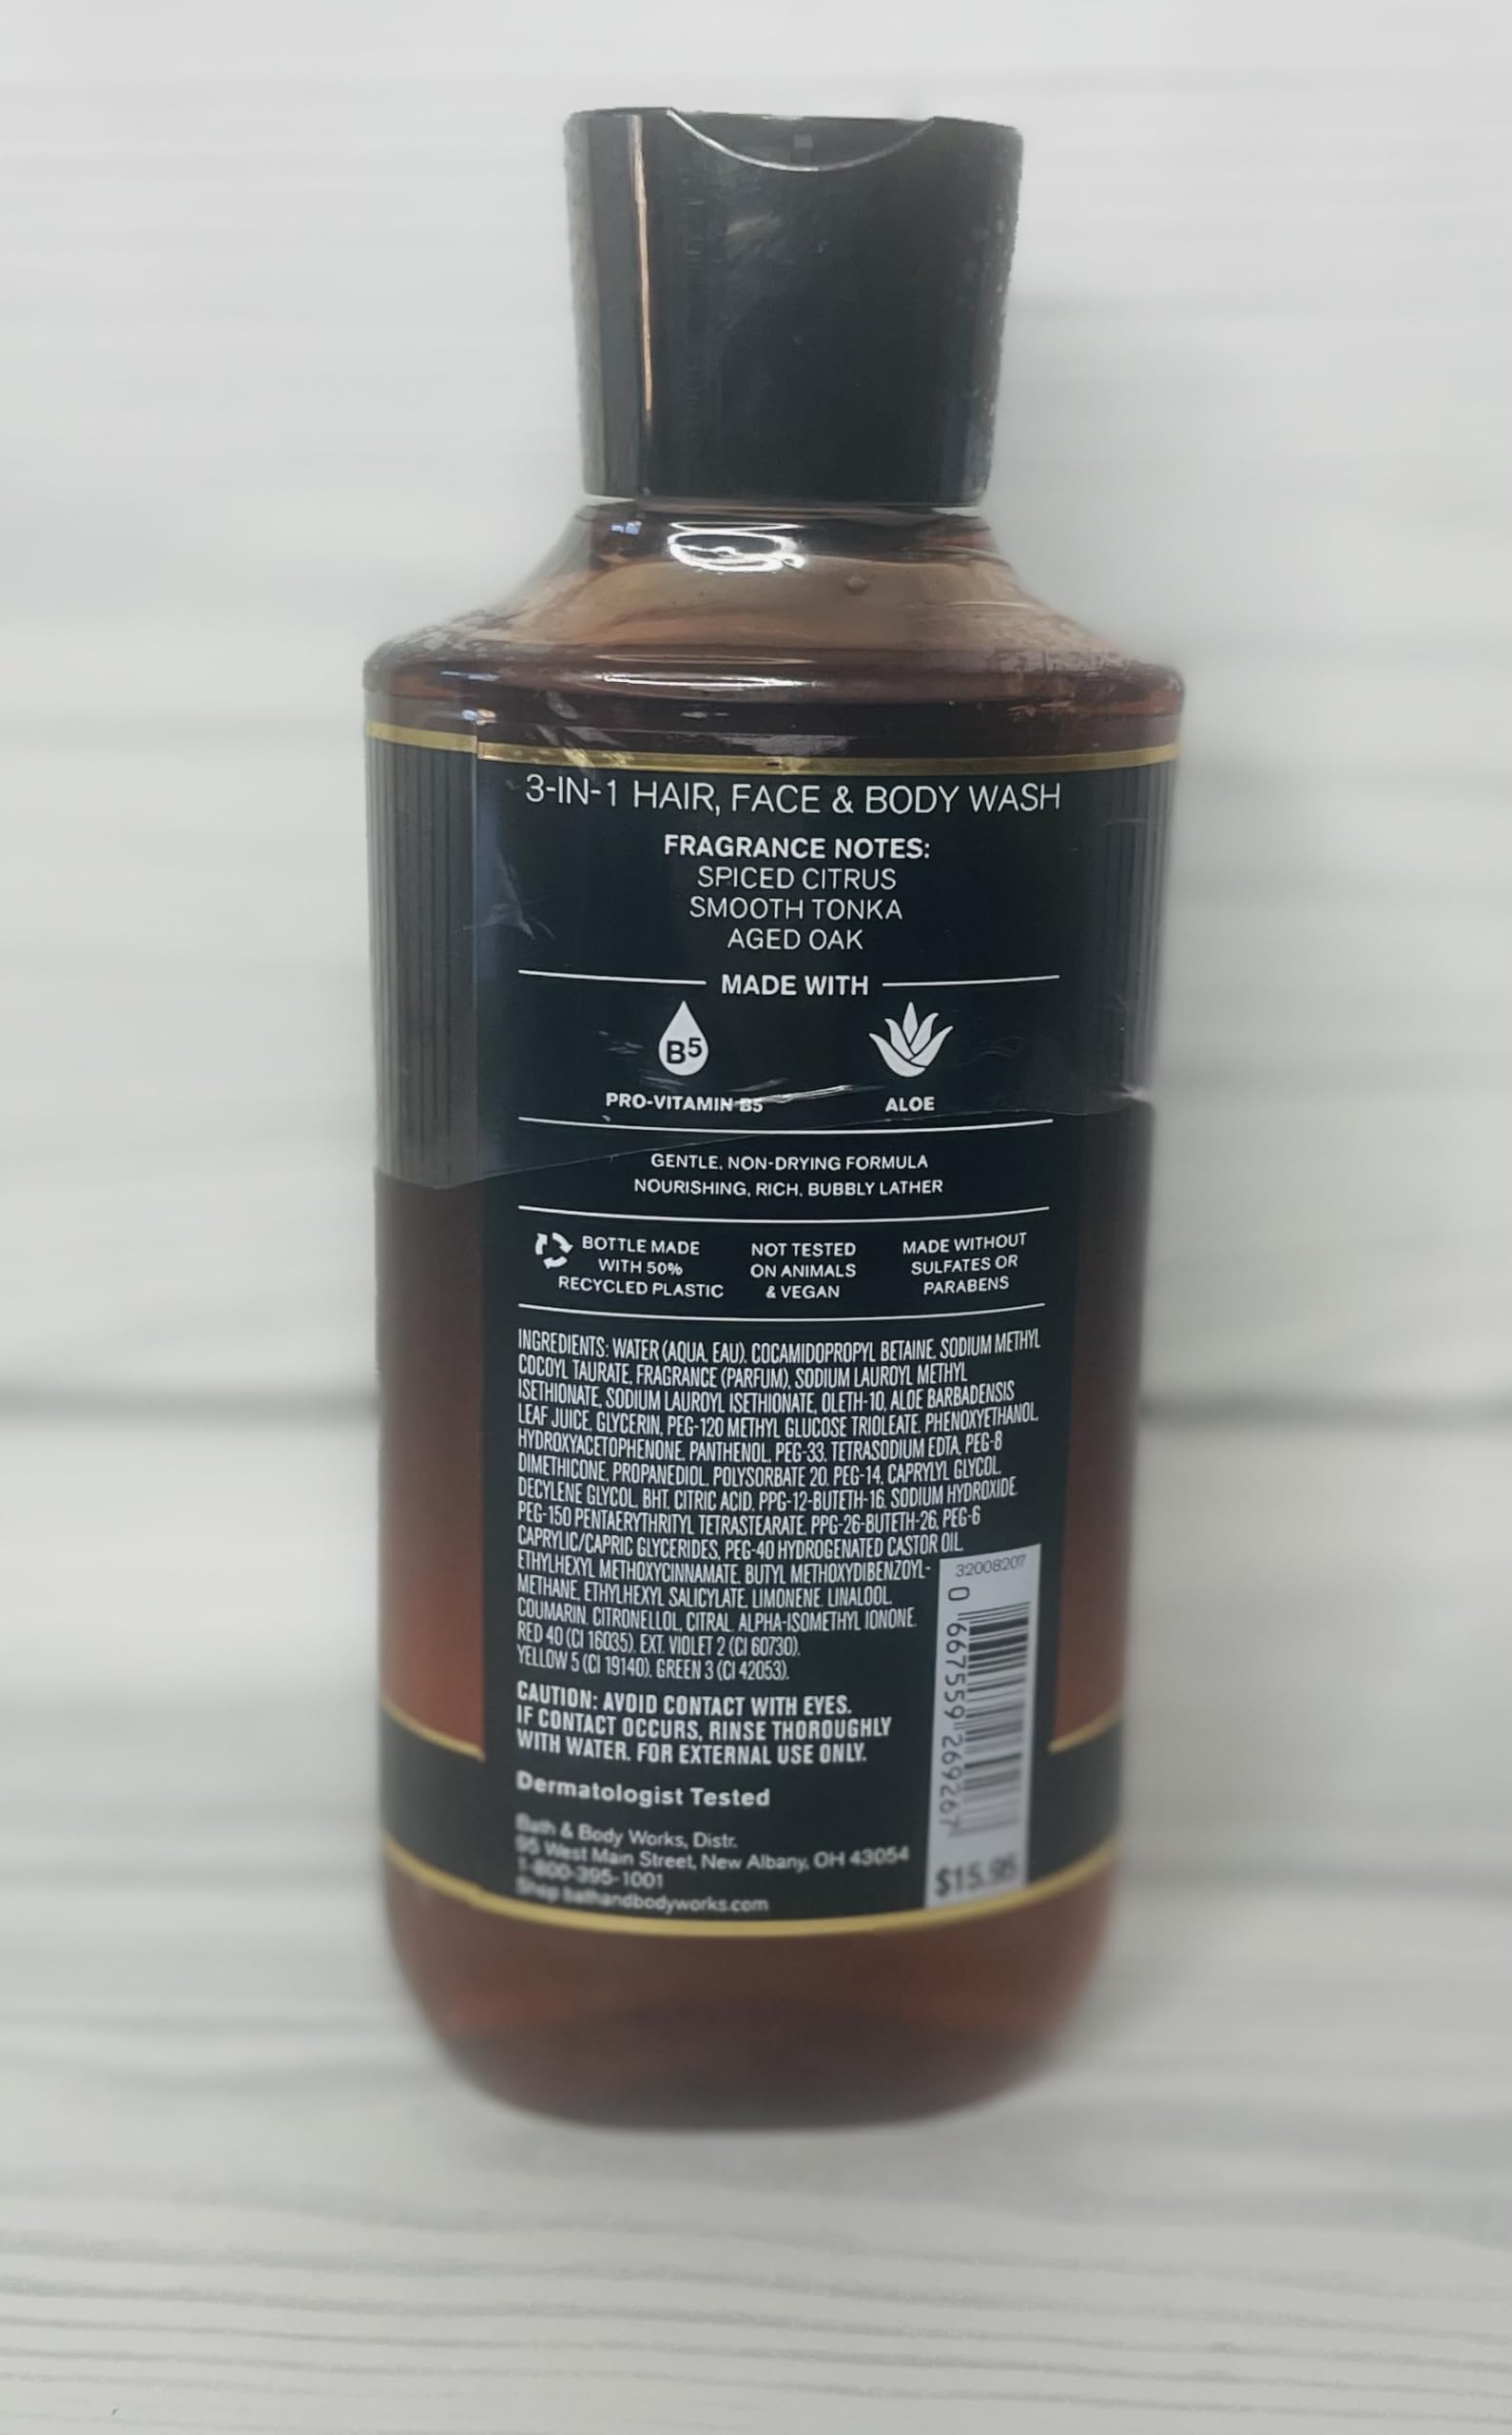 3-IN-1 HAIR, FACE & BODY WASH
FRAGRANCE NOTES:
SPICED CITRUS
SMOOTH TONKA
AGED OAK
MADE WITH
B5
PRO-VITAMIN B5
ALOE
GENTLE, NON-DRYING FORMULA
NOURISHING, RICH, BUBBLY LATHER
BOTTLE MADE
WITH 50%
RECYCLED PLASTIC
NOT TESTED
ON ANIMALS
& VEGAN
MADE WITHOUT
SULFATES OR
PARABENS
INGREDIENTS: WATER (AQUA, EAU), COCAMIDOPROPYL BETAINE, SODIUM METHYL
COCOYL TAURATE, FRAGRANCE (PARFUM), SODIUM LAUROYL METHYL
ISETHIONATE, SODIUM LAUROYL ISETHIONATE, OLETH-10, ALOE BARBADENSIS
LEAF JUICE, GLYCERIN, PEG-120 METHYL GLUCOSE TRIOLEATE, PHENOXYETHANOL,
HYDROXYACETOPHENONE, PANTHENOL, PEG-33, TETRASODIUM EDTA, PEG-8
DIMETHICONE, PROPANEDIOL, POLYSORBATE 20, PEG-14, CAPRYLYL GLYCOL,
DECYLENE GLYCOL, BHT, CITRIC ACID, PPG-12-BUTETH-16, SODIUM HYDROXIDE,
PEG-150 PENTAERYTHRITYL TETRASTEARATE, PPG-26-BUTETH-26, PEG-6
CAPRYLIC/CAPRIC GLYCERIDES, PEG-40 HYDROGENATED CASTOR OIL,
ETHYLHEXYL METHOXYCINNAMATE, BUTYL METHOXYDIBENZOYL-
METHANE, ETHYLHEXYL SALICYLATE, LIMONENE, LINALOOL,
COUMARIN, CITRONELLOL, CITRAL, ALPHA-ISOMETHYL IONONE,
RED 40 (CI 16035), EXT. VIOLET 2 (CI 60730),
YELLOW 5 (CI 19140), GREEN 3 (CI 42053).
CAUTION: AVOID CONTACT WITH EYES.
IF CONTACT OCCURS, RINSE THOROUGHLY
WITH WATER. FOR EXTERNAL USE ONLY.
Dermatologist Tested
Bath & Body Works, Distr.
95 West Main Street, New Albany, OH 43054
1-800-395-1001
Shop bathandbodyworks.com
32008207
0 667559 269267
$15.95